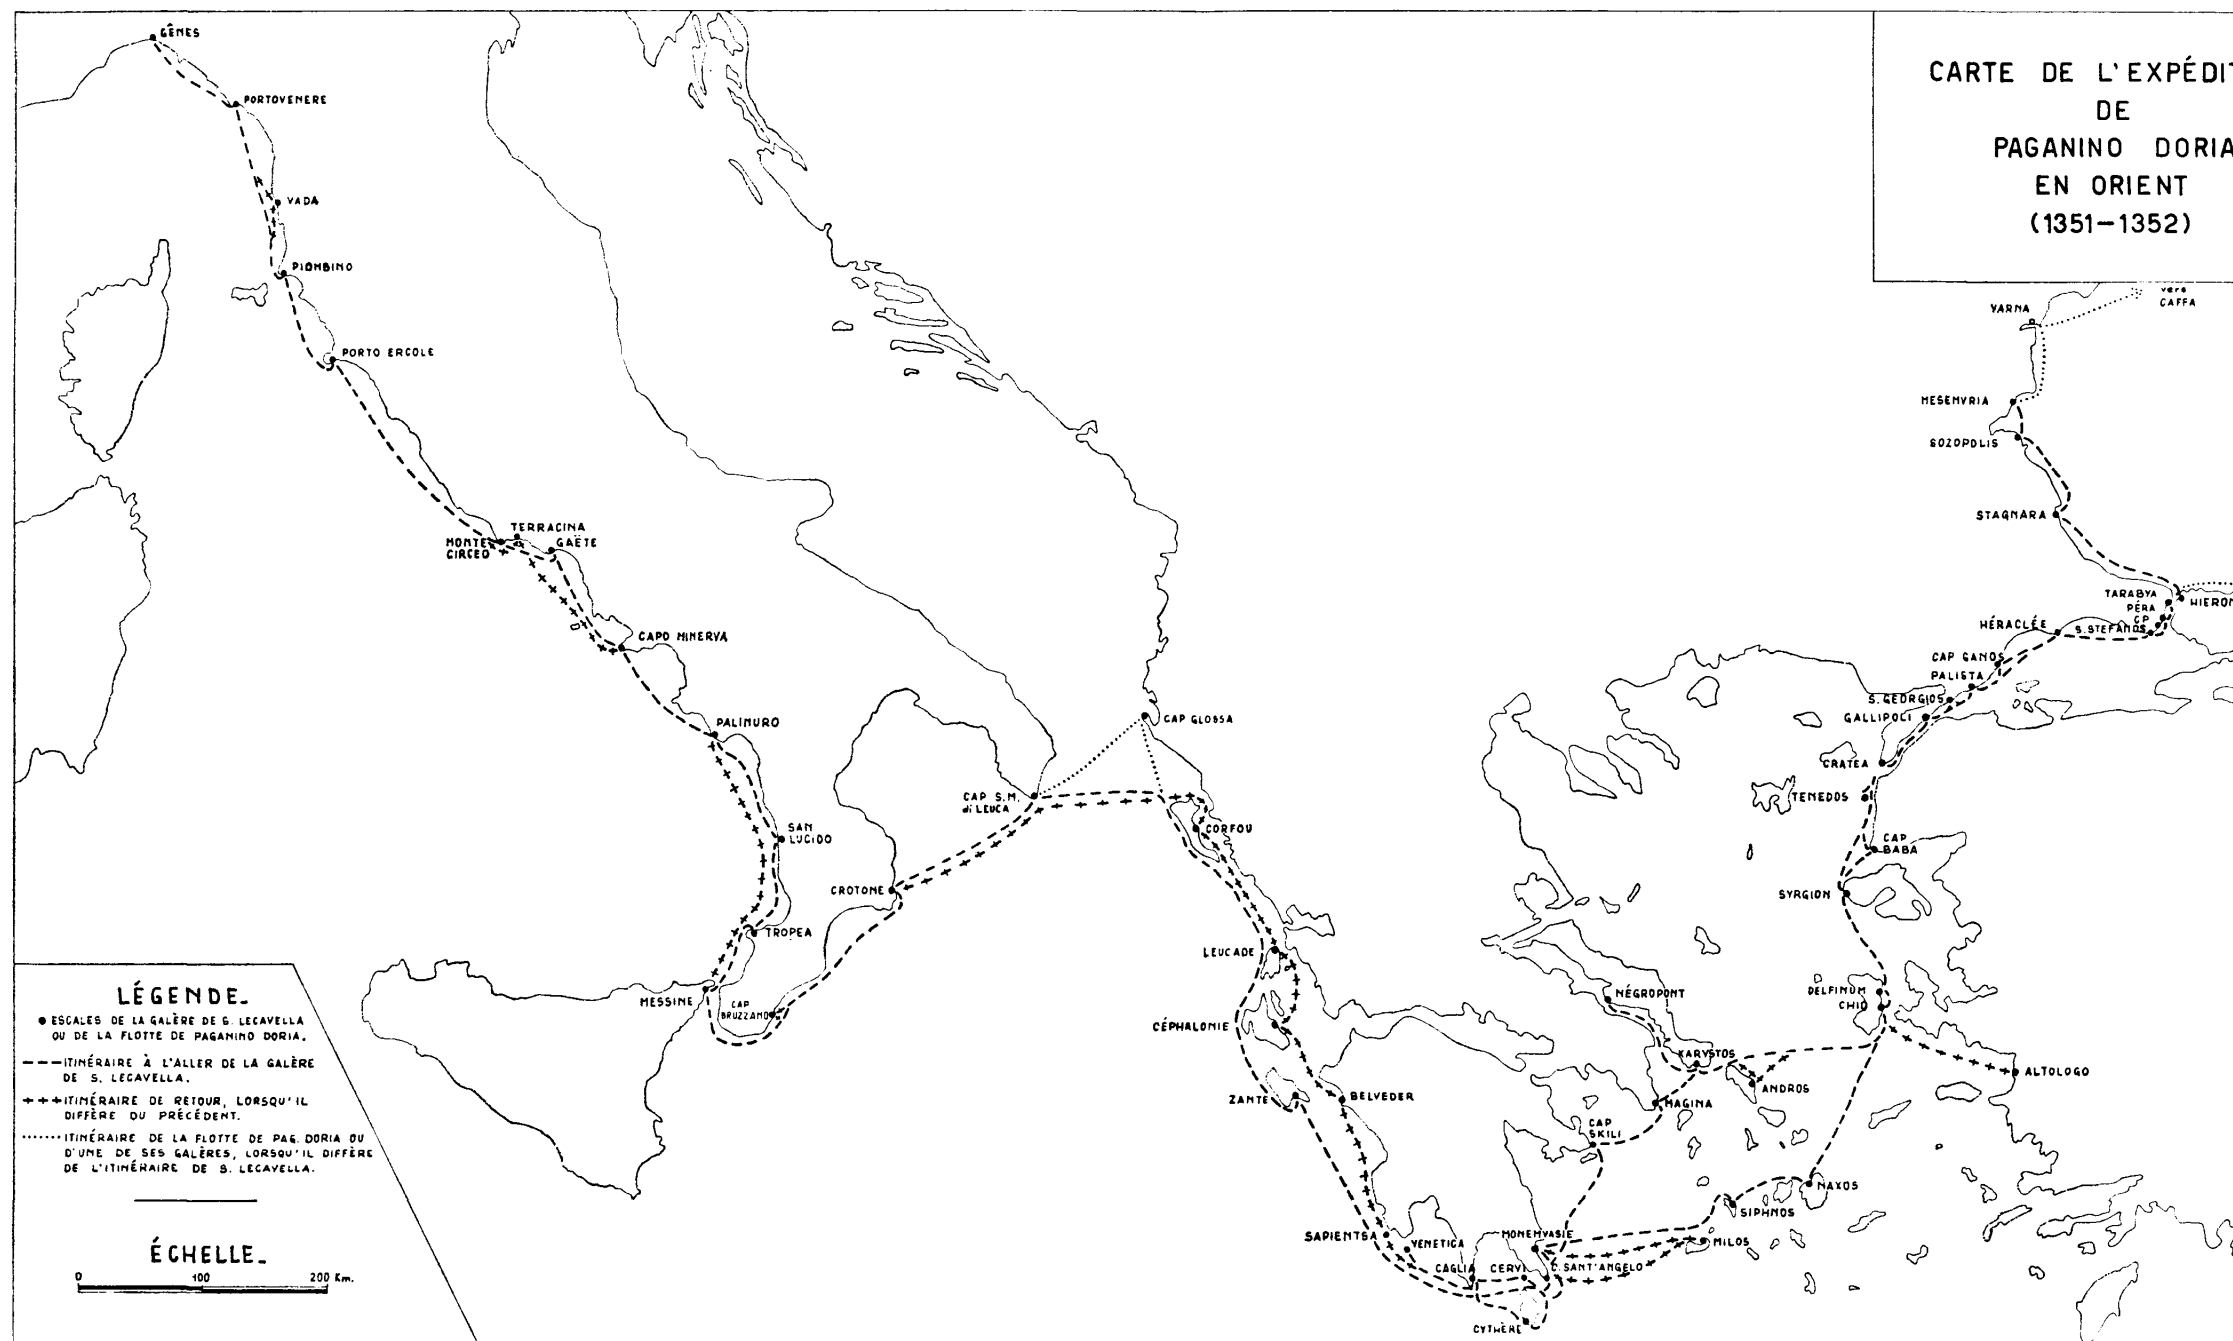 CARTE DE L'EXPÉDIT
DE
PAGANINO DORIA
EN ORIENT
(1351-1352)
GÊNES
PORTOVENERE
VADA
PIOMBINO
PORTO ERCOLE
TERRACINA
MONTE
CIRCEO
GAËTE
CAPO MINERVA
PALINURO
SAN
LUCIDO
TROPEA
MESSINE
CAP
BRUZZANO
CROTONE
CAP S.M.
di LEUCA
CAP GLOSSA
CORFOU
LEUCADE
CÉPHALONIE
ZANTE
BELVEDER
SAPIENTSA
VENETICA
CAGLIA
CERVI
CYTHÈRE
MONEMVASIE
C. SANT'ANGELO
MILOS
SIPHNOS
NAXOS
CAP
SKILI
MAGINA
KARYSTOS
ANDROS
NÉGROPONT
ALTOLOGO
DELFINUM
CHIO
SYRGION
CAP
BABA
TENEDOS
CRATEA
GALLIPOLI
S. GEORGIOS
PALISTA
CAP GANOS
HÉRACLÉE
S. STEFANOS
CP
PÉRA
TARABYA
HIERON
STAGNARA
SOZOPOLIS
MESEMVRIA
VARNA
vers
CAFFA
LÉGENDE_
ESCALES DE LA GALÈRE DE S. LECAVELLA
OU DE LA FLOTTE DE PAGANINO DORIA.
ITINÉRAIRE À L'ALLER DE LA GALÈRE
DE S. LECAVELLA.
ITINÉRAIRE DE RETOUR, LORSQU'IL
DIFFÈRE DU PRÉCÉDENT.
ITINÉRAIRE DE LA FLOTTE DE PAG. DORIA OU
D'UNE DE SES GALÈRES, LORSQU'IL DIFFÈRE
DE L'ITINÉRAIRE DE S. LECAVELLA.
ÉCHELLE_
0 100 200 Km.